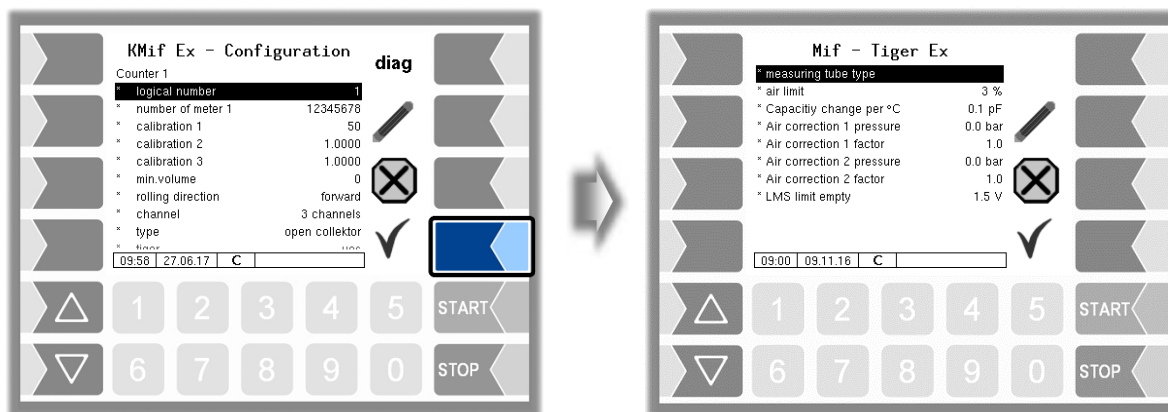 KMif Ex - Configuration
diag
Counter 1
* logical number 1
* number of meter 1 12345678
* calibration 1 50
* calibration 2 1.0000
* calibration 3 1.0000
* min.volume 0
* rolling direction forward
* channel 3 channels
* type open collektor
* tiger yes
09:58 27.06.17 C
1 2 3 4 5 START
6 7 8 9 0 STOP
Mif - Tiger Ex
* measuring tube type
* air limit 3 %
* Capacitiy change per °C 0.1 pF
* Air correction 1 pressure 0.0 bar
* Air correction 1 factor 1.0
* Air correction 2 pressure 0.0 bar
* Air correction 2 factor 1.0
* LMS limit empty 1.5 V
09:00 09.11.16 C
1 2 3 4 5 START
6 7 8 9 0 STOP